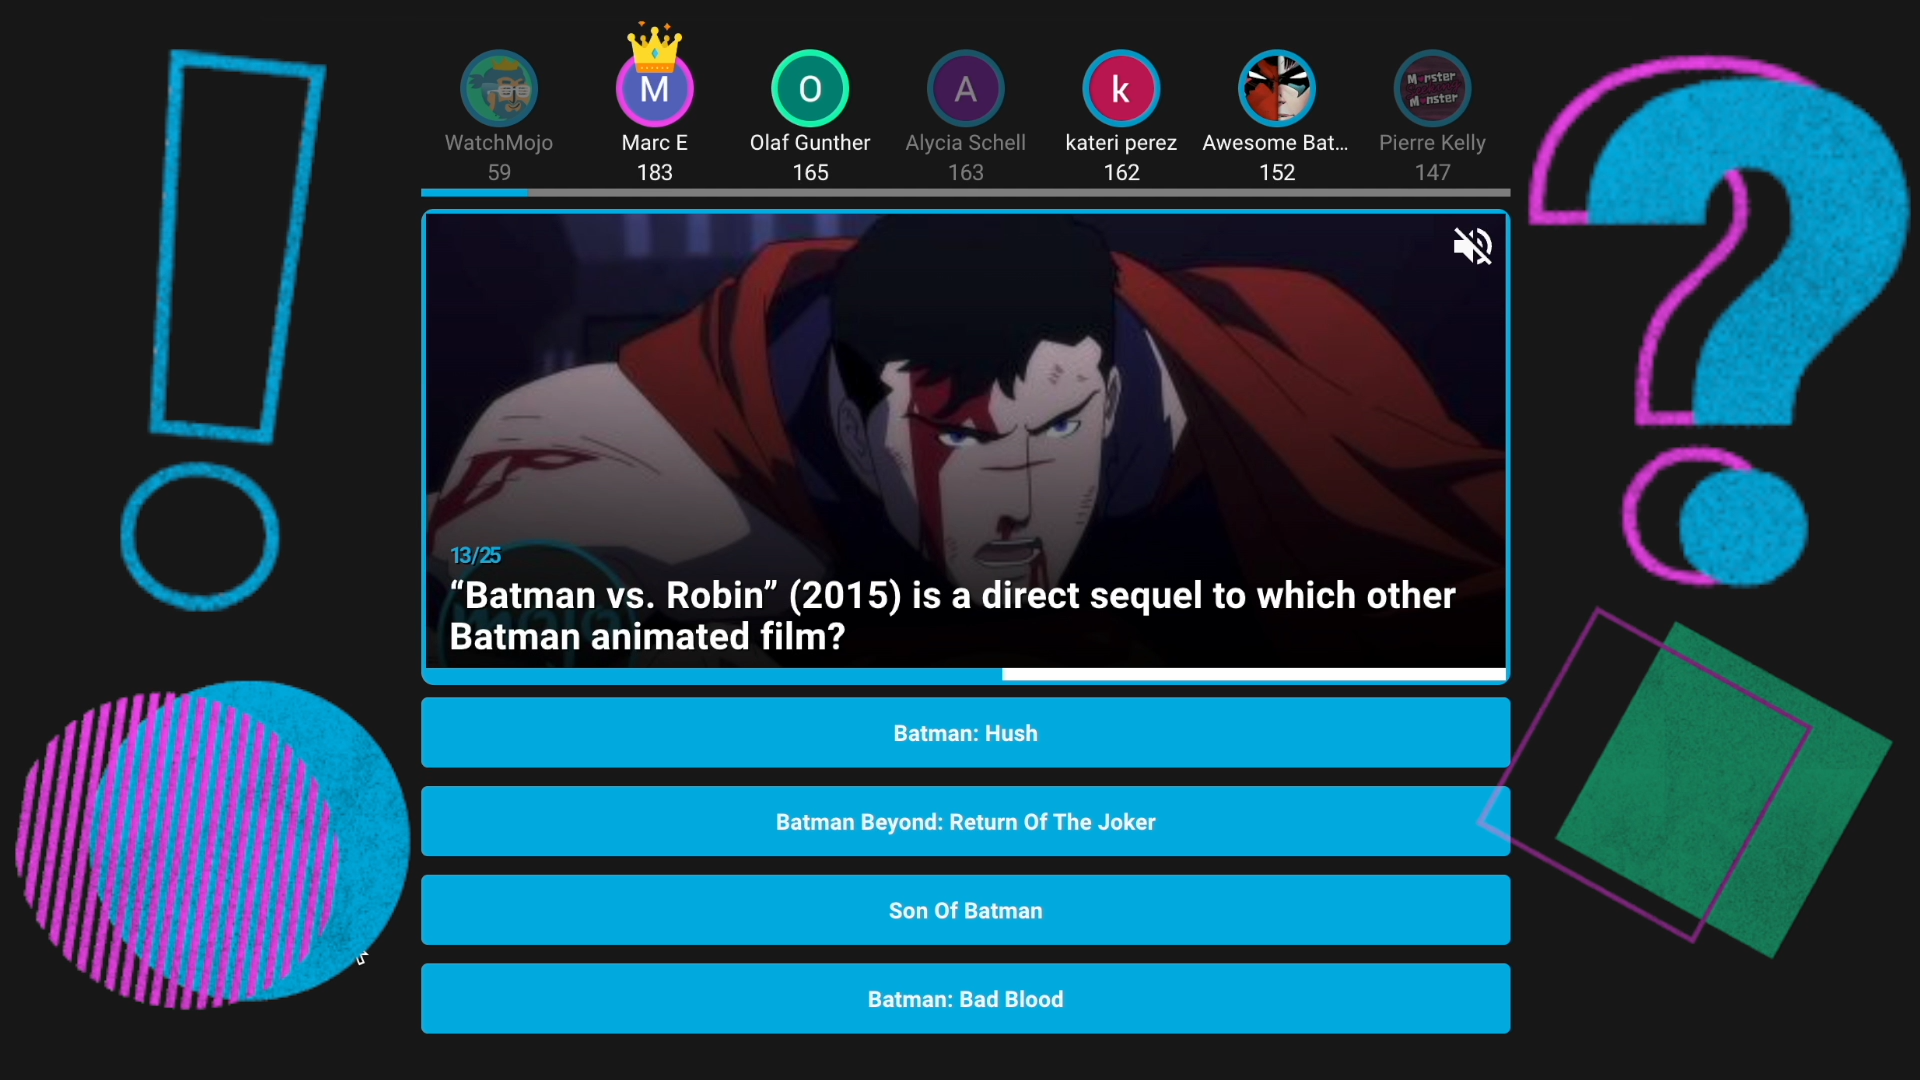 WatchMojo
59
M
Marc E
183
O
Olaf Gunther
165
A
Alycia Schell
163
k
kateri perez
162
Awesome Bat...
152
M♥nster
M♥nster
Pierre Kelly
147
13/25
“Batman vs. Robin” (2015) is a direct sequel to which other
Batman animated film?
Batman: Hush
Batman Beyond: Return Of The Joker
Son Of Batman
Batman: Bad Blood